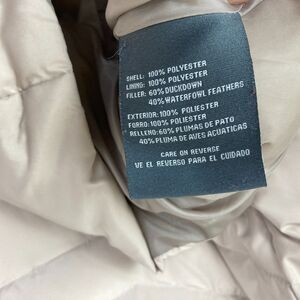 SHELL: 100% POLYESTER
LINING: 100% POLYESTER
FILLER: 60% DUCKDOWN
40% WATERFOWL FEATHERS
EXTERIOR: 100% POLIESTER
FORRO: 100% POLIESTER
RELLENO: 60% PLUMAS DE PATO
40% PLUMA DE AVES ACUATICAS
CARE ON REVERSE
VE EL REVERSO PARA EL CUIDADO